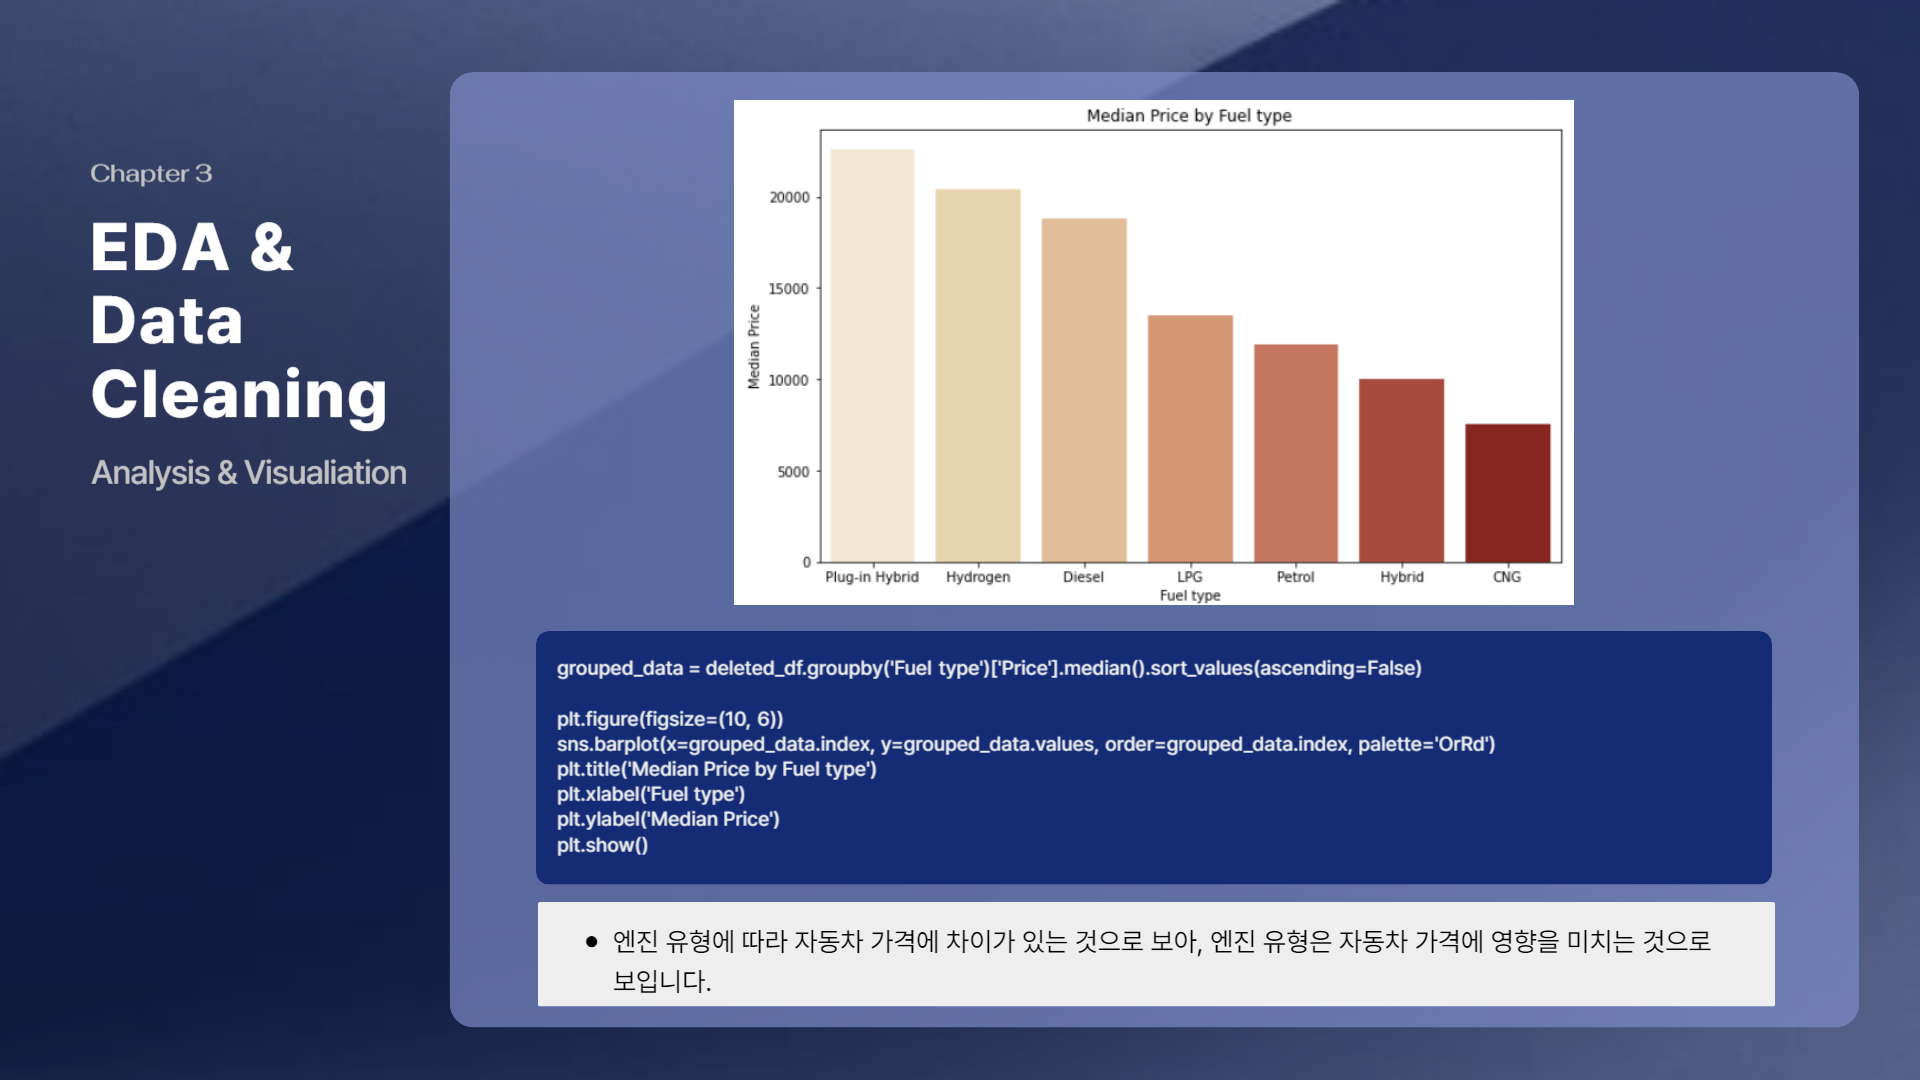 Chapter 3
EDA &
Data
Cleaning
Analysis & Visualiation
Median Price by Fuel type
Median Price
20000
15000
10000
5000
0
Plug-in Hybrid Hydrogen Diesel LPG Petrol Hybrid CNG
Fuel type
grouped_data = deleted_df.groupby('Fuel type')['Price'].median().sort_values(ascending=False)
plt.figure(figsize=(10, 6))
sns.barplot(x=grouped_data.index, y=grouped_data.values, order=grouped_data.index, palette='OrRd')
plt.title('Median Price by Fuel type')
plt.xlabel('Fuel type')
plt.ylabel('Median Price')
plt.show()
● 엔진 유형에 따라 자동차 가격에 차이가 있는 것으로 보아, 엔진 유형은 자동차 가격에 영향을 미치는 것으로
보입니다.